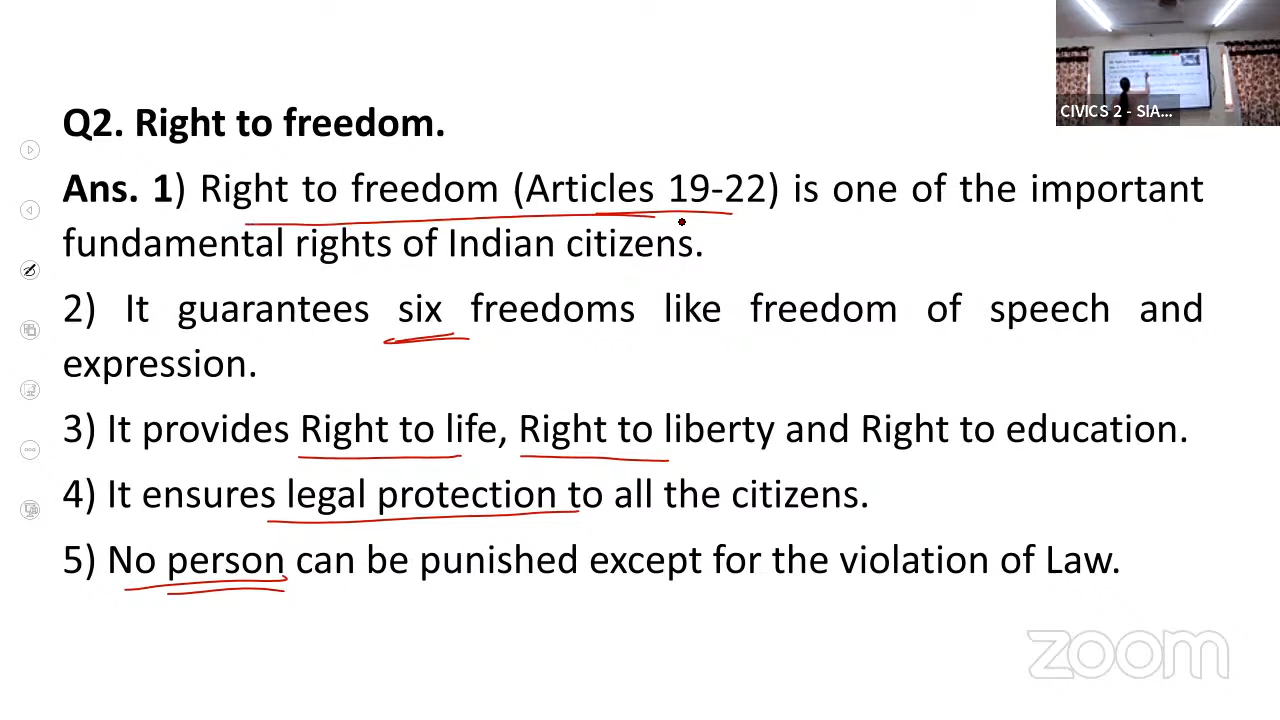 CIVICS 2 - SIA...
Q2. Right to freedom.
Ans. 1) Right to freedom (Articles 19-22) is one of the important
fundamental rights of Indian citizens.
2) It guarantees six freedoms like freedom of speech and
expression.
3) It provides Right to life, Right to liberty and Right to education.
4) It ensures legal protection to all the citizens.
5) No person can be punished except for the violation of Law.
zoom